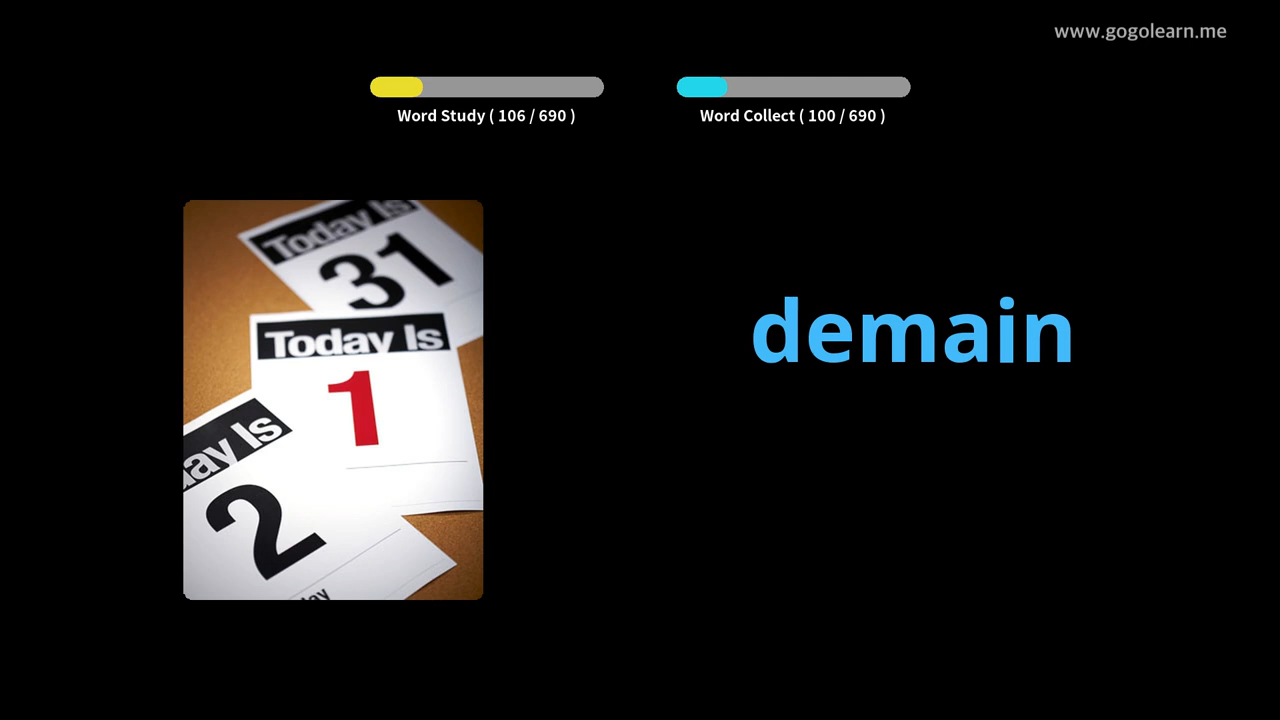 www.gogolearn.me
Word Study ( 106 / 690 )
Word Collect ( 100 / 690 )
Today Is
31
Today Is
1
demain
ay Is
2